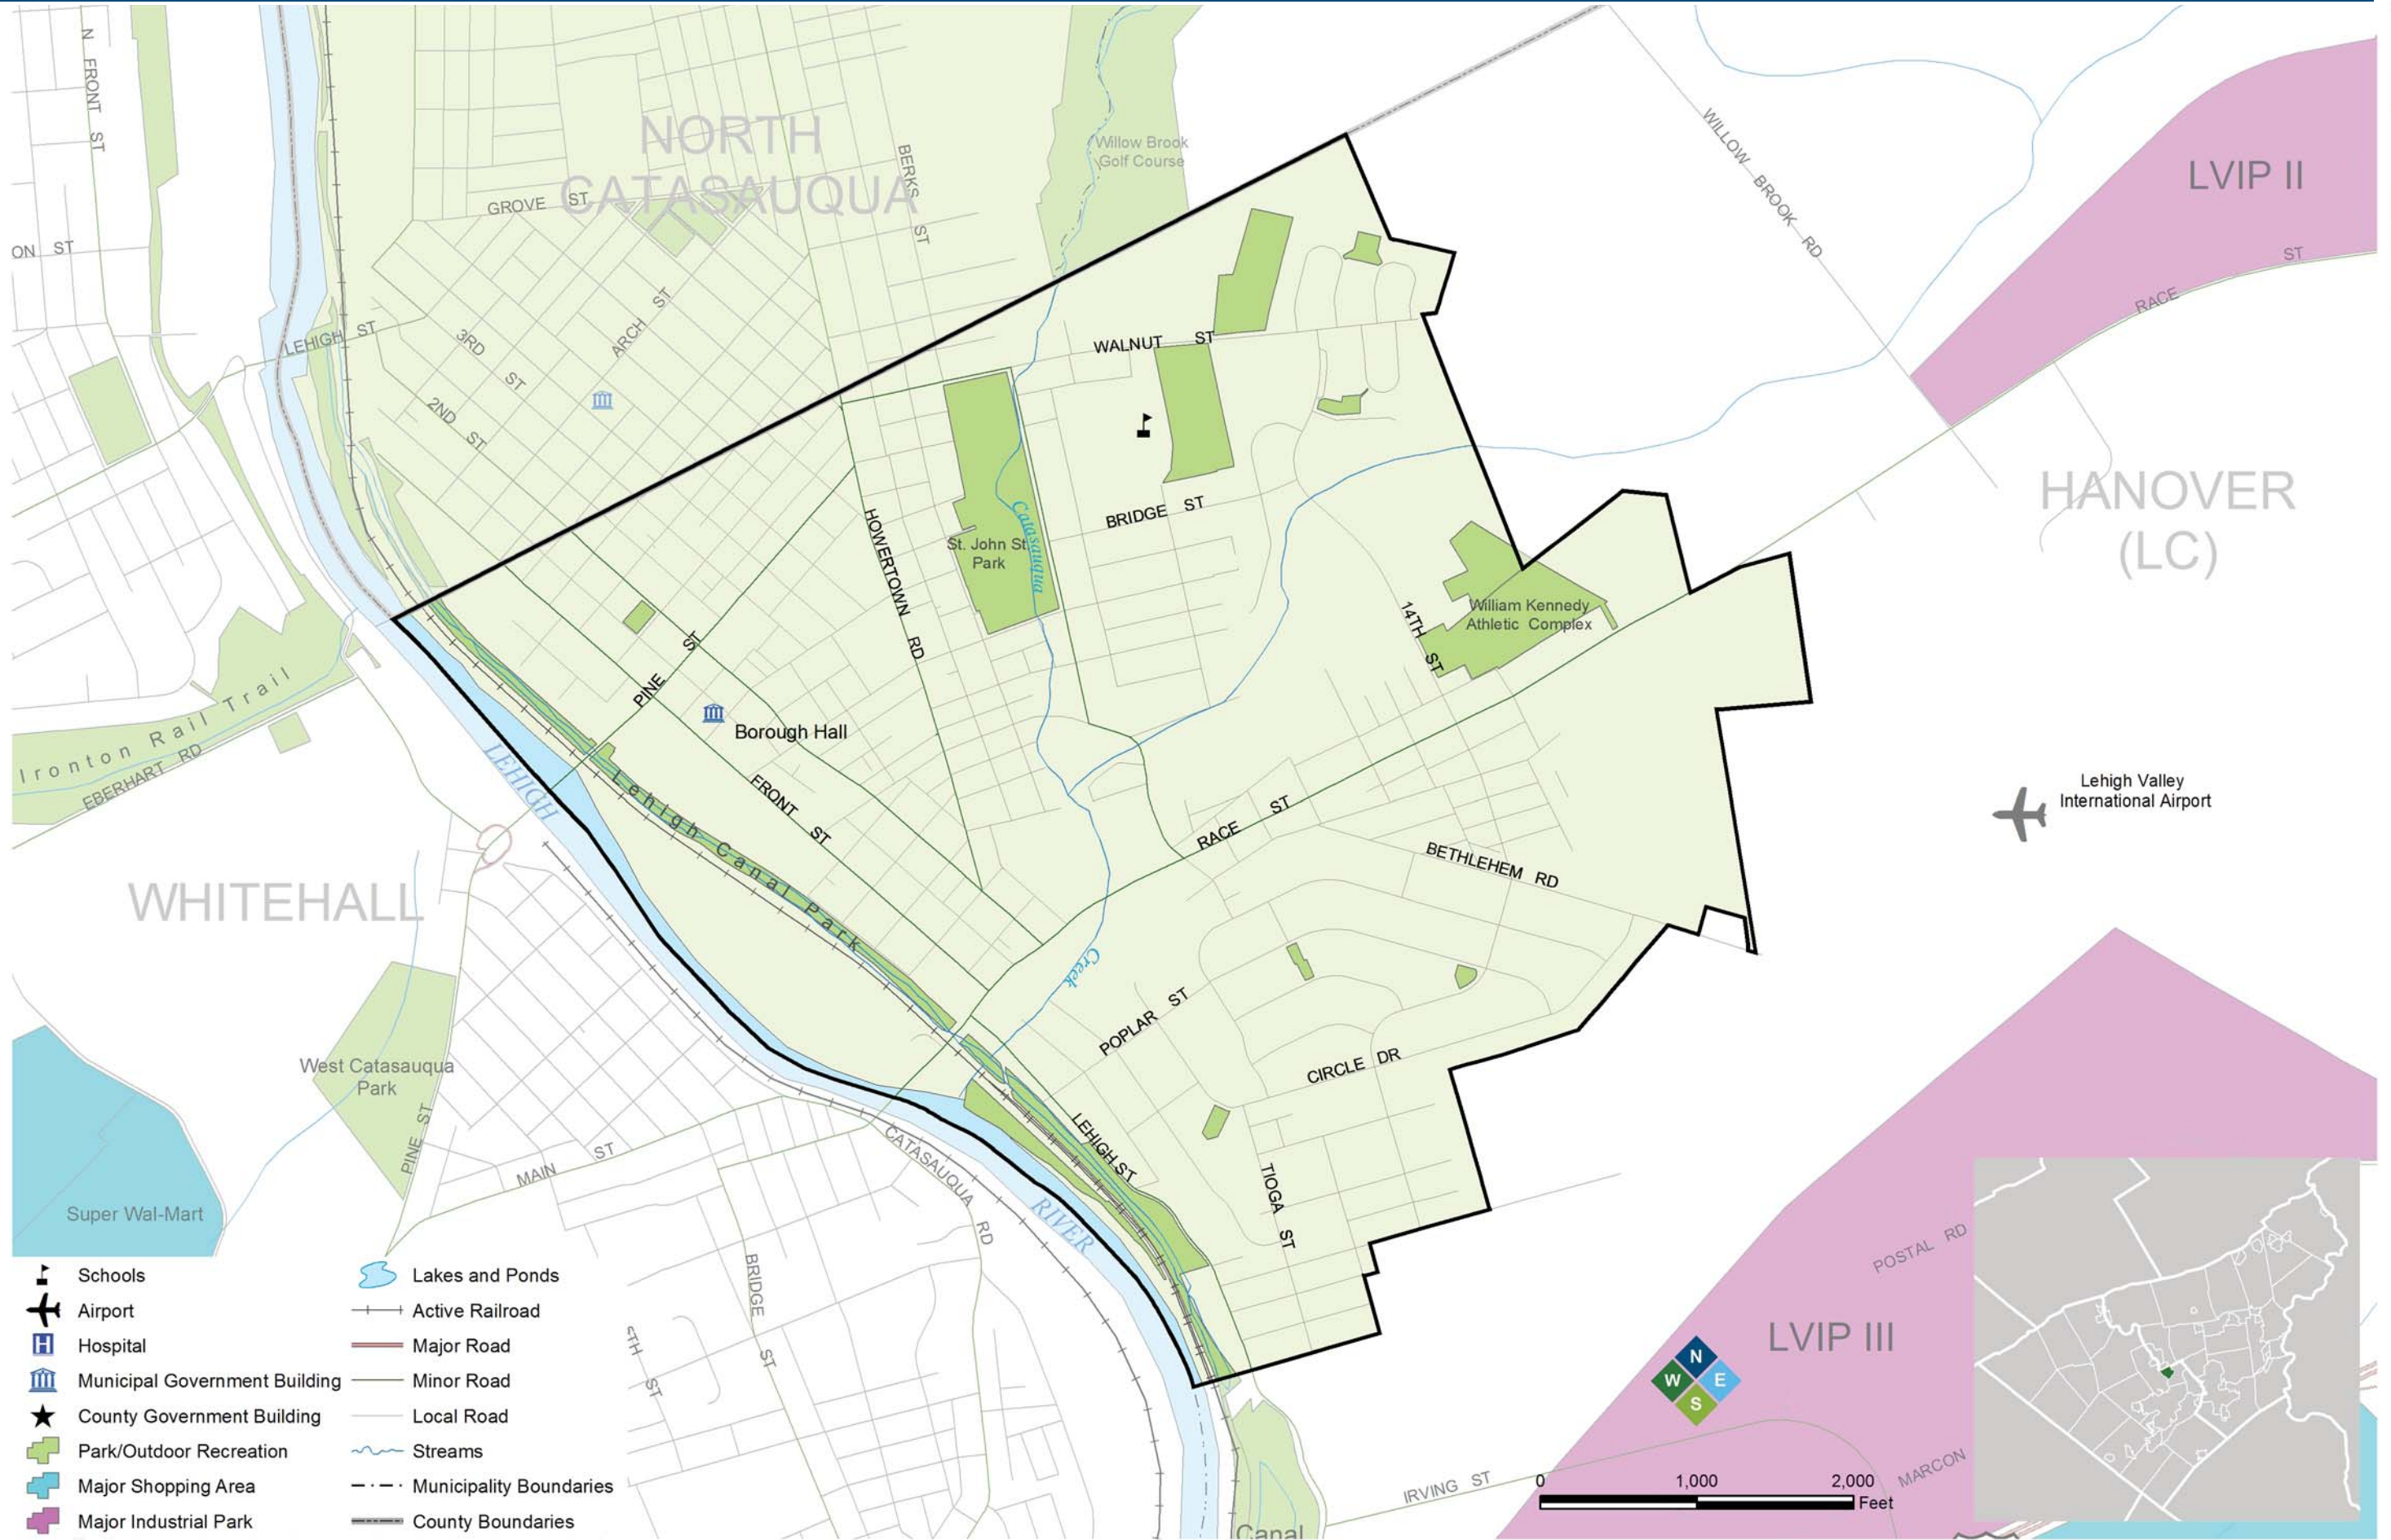 N FRONT ST
NORTH
CATASAUQUA
BERKS ST
Willow Brook
Golf Course
WILLOW BROOK RD
LVIP II
GROVE ST
ON ST
RACE ST
LEHIGH ST
3RD ST
ARCH ST
2ND ST
WALNUT ST
HANOVER
(LC)
HOWERTOWN RD
Catasauqua
BRIDGE ST
St. John St.
Park
14TH ST
William Kennedy
Athletic Complex
PINE ST
Ironton Rail Trail
EBERHART RD
LEHIGH
Borough Hall
Lehigh Canal Park
FRONT ST
RACE ST
BETHLEHEM RD
Lehigh Valley
International Airport
WHITEHALL
Creek
POPLAR ST
CIRCLE DR
West Catasauqua
Park
PINE ST
MAIN ST
CATASAUQUA RD
LEHIGH ST
RIVER
TIOGA ST
Super Wal-Mart
BRIDGE ST
POSTAL RD
LVIP III
MARCON
IRVING ST
Canal
Schools
Airport
Hospital
Municipal Government Building
County Government Building
Park/Outdoor Recreation
Major Shopping Area
Major Industrial Park
Lakes and Ponds
Active Railroad
Major Road
Minor Road
Local Road
Streams
Municipality Boundaries
County Boundaries
H
N
W E
S
0 1,000 2,000
Feet